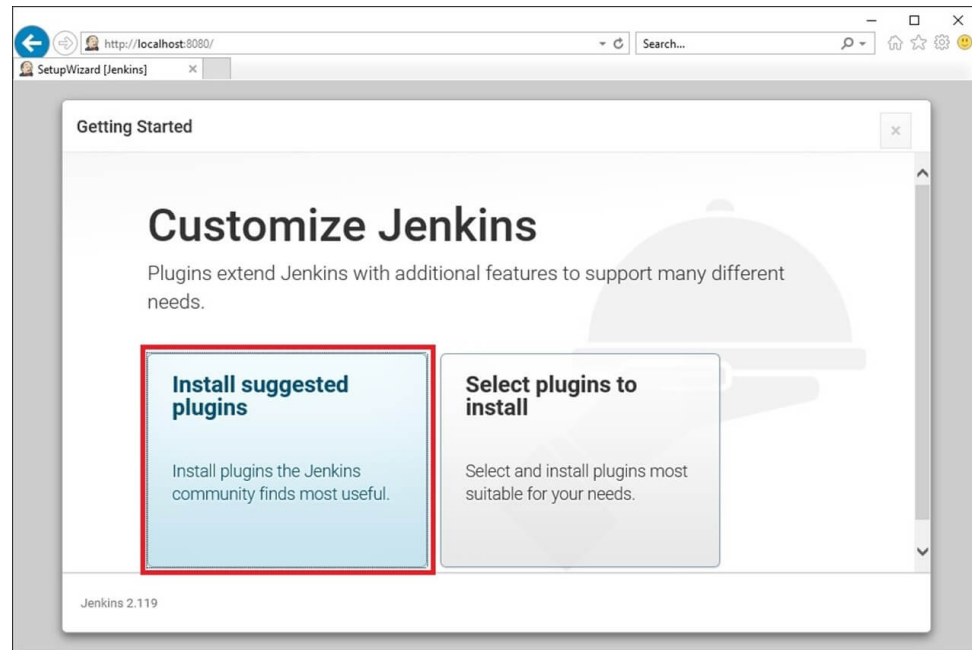 http://localhost:8080/
Search...
SetupWizard [Jenkins]
Getting Started
Customize Jenkins
Plugins extend Jenkins with additional features to support many different
needs.
Install suggested
plugins
Install plugins the Jenkins
community finds most useful.
Select plugins to
install
Select and install plugins most
suitable for your needs.
Jenkins 2.119